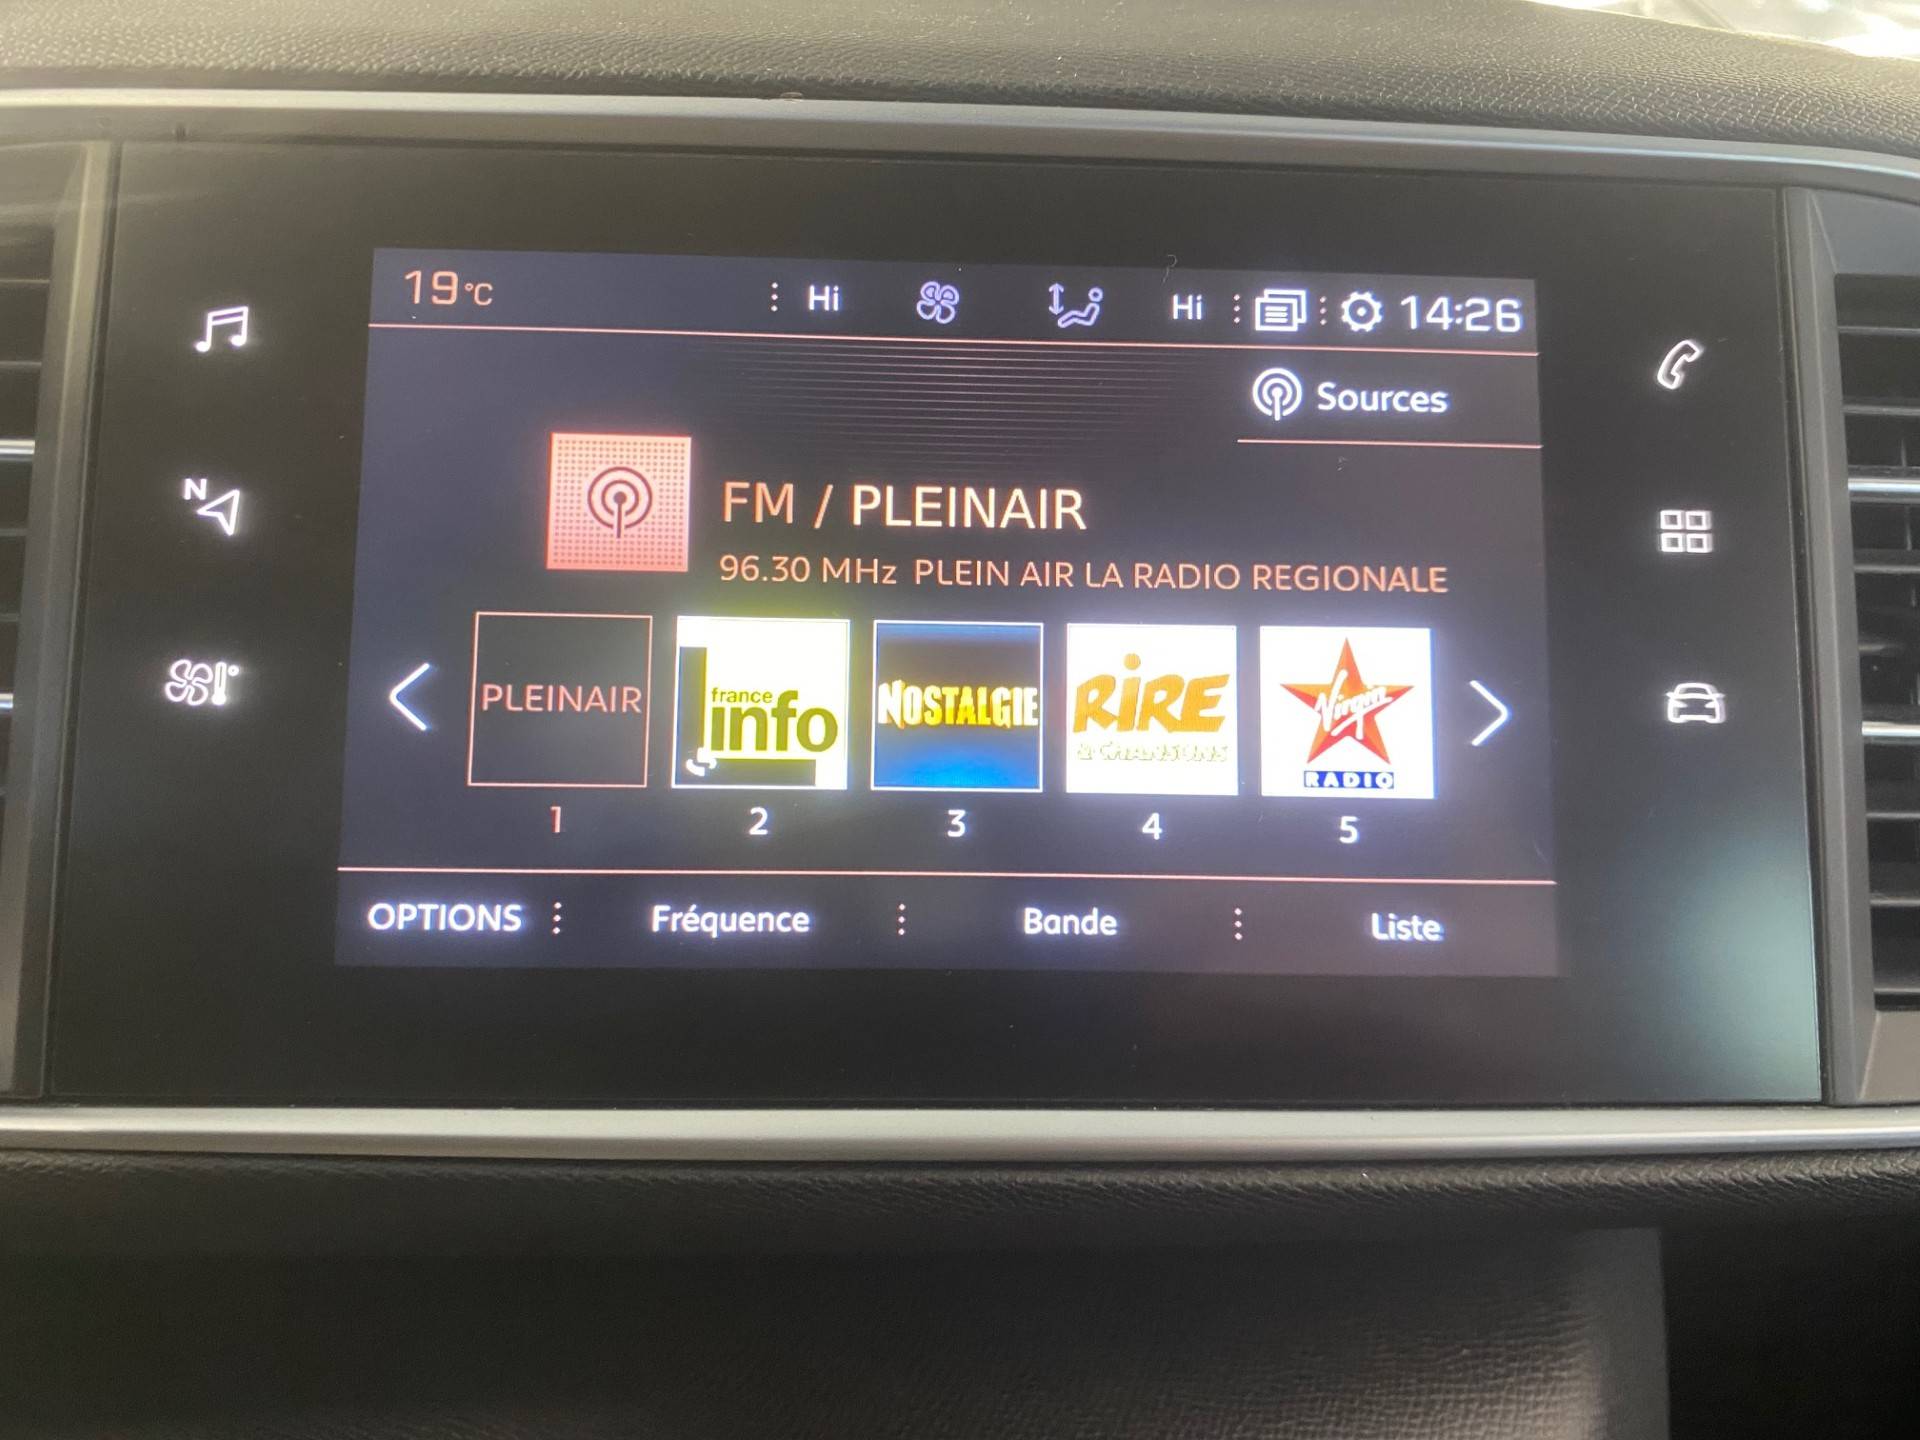 19°C
Hi
Hi
14:26
Sources
FM / PLEINAIR
96.30 MHz PLEIN AIR LA RADIO REGIONALE
N
PLEINAIR
france
info
NOSTALGIE
RiRE
& CHANSONS
Virgin
RADIO
1
2
3
4
5
OPTIONS
Fréquence
Bande
Liste